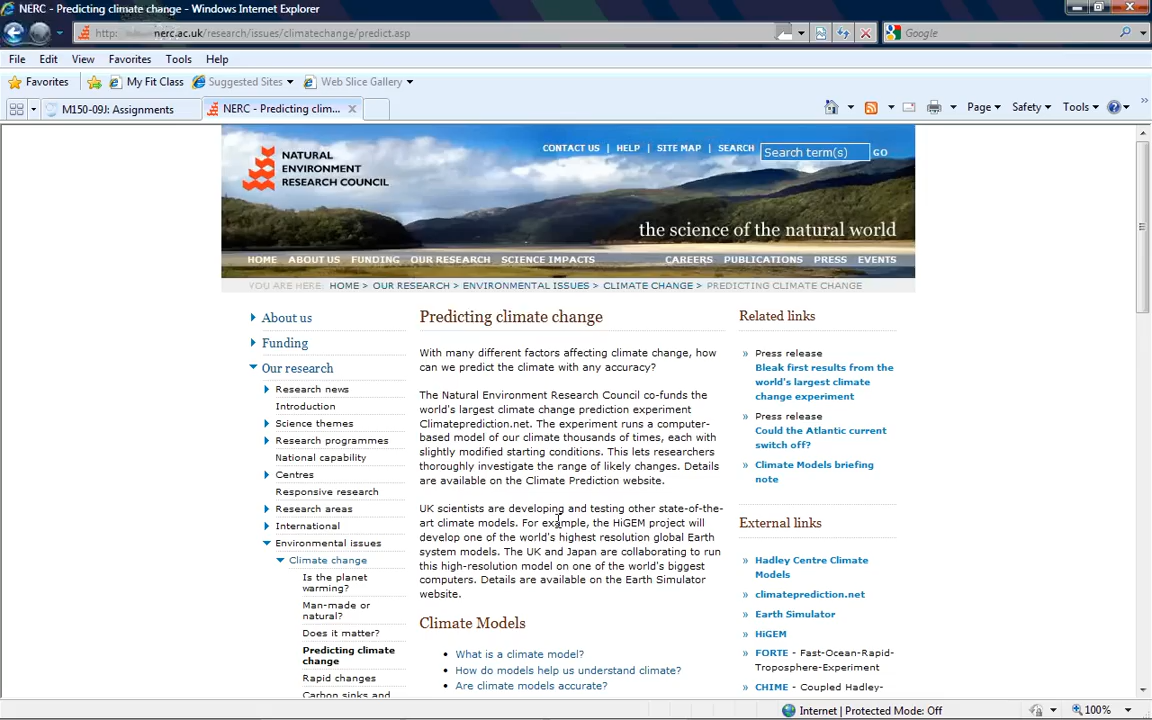 NERC - Predicting climate change - Windows Internet Explorer
http: nerc.ac.uk/research/issues/climatechange/predict.asp
Google
File Edit View Favorites Tools Help
Favorites My Fit Class Suggested Sites Web Slice Gallery
M150-09J: Assignments NERC - Predicting clim... Page Safety Tools
CONTACT US | HELP | SITE MAP | SEARCH Search term(s) GO
NATURAL
ENVIRONMENT
RESEARCH COUNCIL
the science of the natural world
HOME ABOUT US FUNDING OUR RESEARCH SCIENCE IMPACTS CAREERS PUBLICATIONS PRESS EVENTS
YOU ARE HERE: HOME > OUR RESEARCH > ENVIRONMENTAL ISSUES > CLIMATE CHANGE > PREDICTING CLIMATE CHANGE
About us
Funding
Our research
Research news
Introduction
Science themes
Research programmes
National capability
Centres
Responsive research
Research areas
International
Environmental issues
Climate change
Is the planet
warming?
Man-made or
natural?
Does it matter?
Predicting climate
change
Rapid changes
Carbon sinks and
Predicting climate change
With many different factors affecting climate change, how
can we predict the climate with any accuracy?
The Natural Environment Research Council co-funds the
world's largest climate change prediction experiment
Climateprediction.net. The experiment runs a computer-
based model of our climate thousands of times, each with
slightly modified starting conditions. This lets researchers
thoroughly investigate the range of likely changes. Details
are available on the Climate Prediction website.
UK scientists are developing and testing other state-of-the-
art climate models. For example, the HiGEM project will
develop one of the world's highest resolution global Earth
system models. The UK and Japan are collaborating to run
this high-resolution model on one of the world's biggest
computers. Details are available on the Earth Simulator
website.
Climate Models
• What is a climate model?
• How do models help us understand climate?
• Are climate models accurate?
Related links
» Press release
Bleak first results from the
world's largest climate
change experiment
» Press release
Could the Atlantic current
switch off?
» Climate Models briefing
note
External links
» Hadley Centre Climate
Models
» climateprediction.net
» Earth Simulator
» HiGEM
» FORTE - Fast-Ocean-Rapid-
Troposphere-Experiment
» CHIME - Coupled Hadley-
Internet | Protected Mode: Off 100%